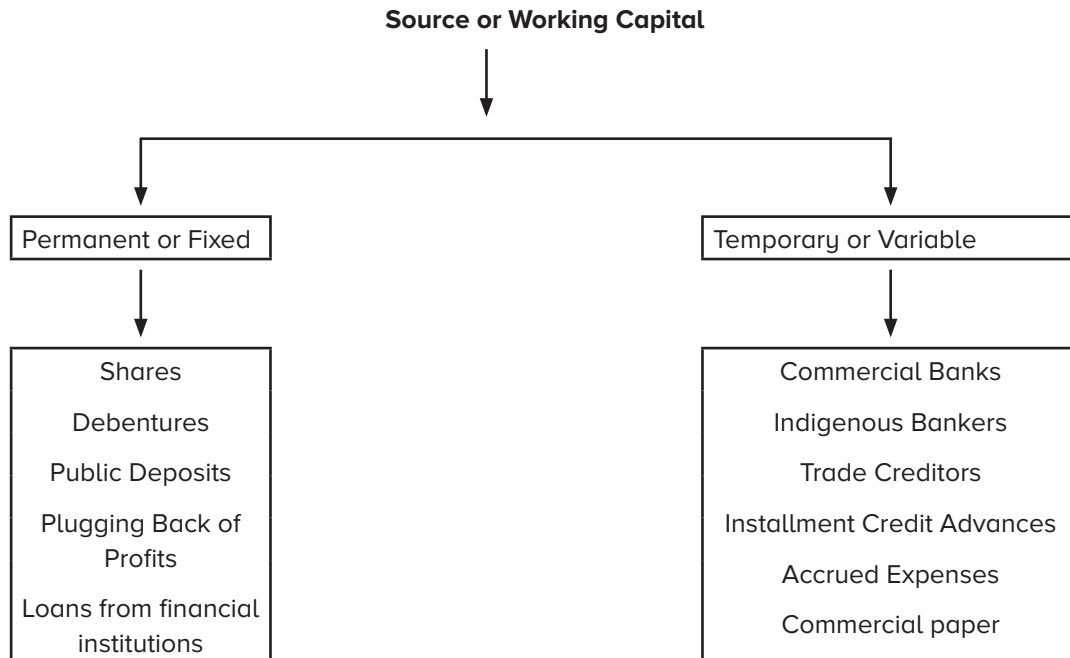 Source or Working Capital
Permanent or Fixed
Temporary or Variable
Shares
Debentures
Public Deposits
Plugging Back of
Profits
Loans from financial
institutions
Commercial Banks
Indigenous Bankers
Trade Creditors
Installment Credit Advances
Accrued Expenses
Commercial paper